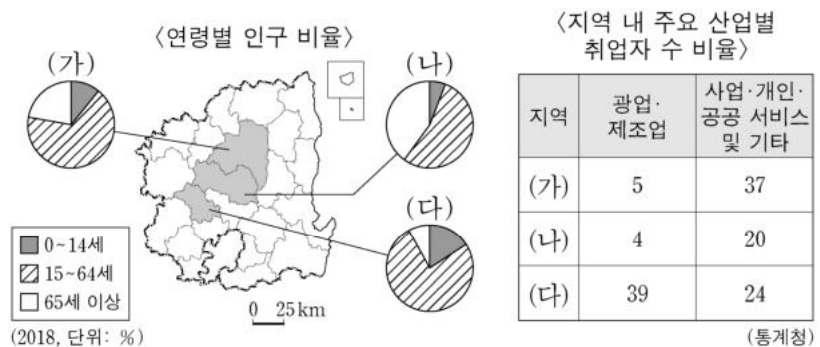 〈연령별 인구 비율〉
(가)
(나)
(다)
0~14세
15~64세
65세 이상
0 25km
(2018, 단위: %)
〈지역 내 주요 산업별
취업자 수 비율〉
지역 광업· 제조업 사업·개인· 공공 서비스 및 기타
(가) 5 37
(나) 4 20
(다) 39 24
(통계청)